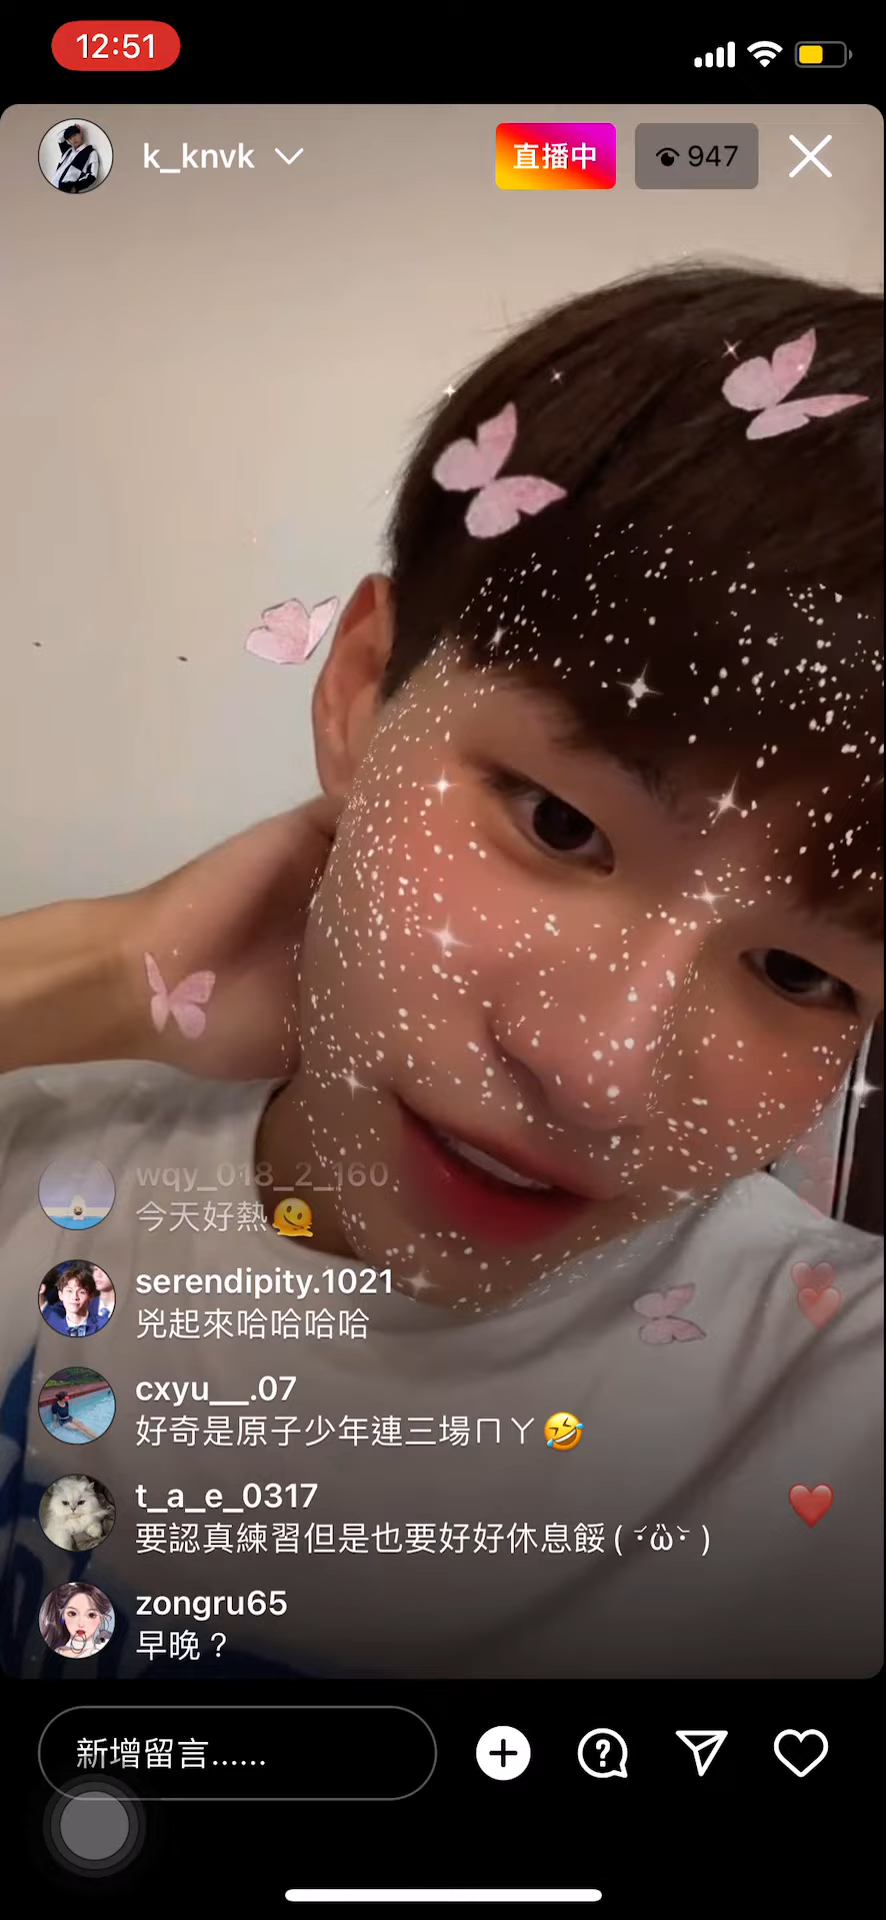 12:51
k_knvk
直播中
947
wqy_018_2_160
今天好熱🫠
serendipity.1021
兇起來哈哈哈哈
cxyu__.07
好奇是原子少年連三場ㄇㄚ🤣
t_a_e_0317
要認真練習但是也要好好休息餒 ( ˘•ω•˘ )
zongru65
早晚？
新增留言......